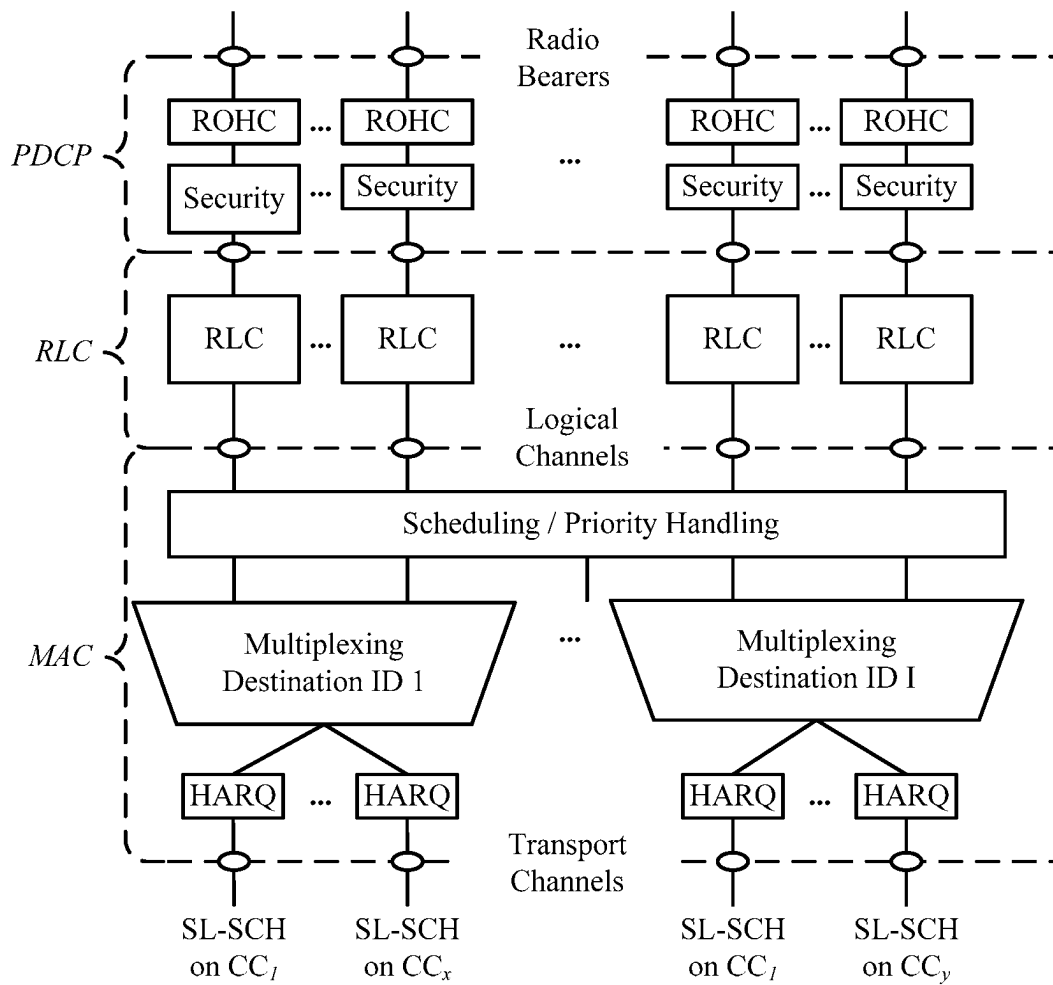 Radio
Bearers
ROHC ... ROHC ROHC ... ROHC
PDCP
...
Security ... Security Security ... Security
RLC
RLC ... RLC ... RLC ... RLC
Logical
Channels
Scheduling / Priority Handling
MAC
Multiplexing
Destination ID 1
...
Multiplexing
Destination ID I
HARQ ... HARQ HARQ ... HARQ
Transport
Channels
SL-SCH
on CC1
SL-SCH
on CCx
SL-SCH
on CC1
SL-SCH
on CCy